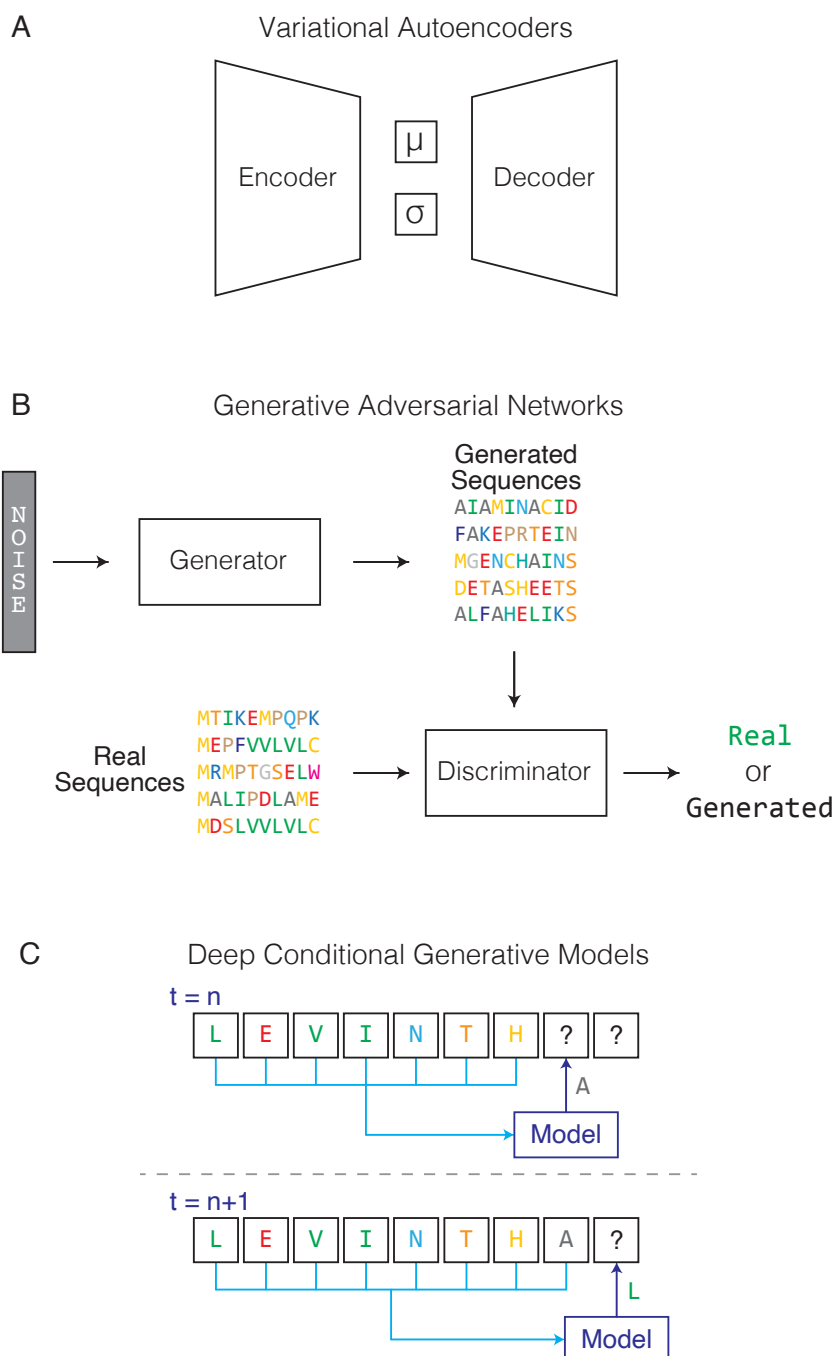 A
Variational Autoencoders
Encoder
μ
σ
Decoder
B
Generative Adversarial Networks
NOISE
Generator
Generated
Sequences
AIAMINACID
FAKEPRTEIN
MGENCHAINS
DETASHEETS
ALFAHELIKS
Real
Sequences
MTIKEMPQPK
MEPFVVLVLC
MRMPTGSELW
MALIPDLAME
MDSLVVLVLC
Discriminator
Real
or
Generated
C
Deep Conditional Generative Models
t = n
L E V I N T H ? ?
A
Model
t = n+1
L E V I N T H A ?
L
Model